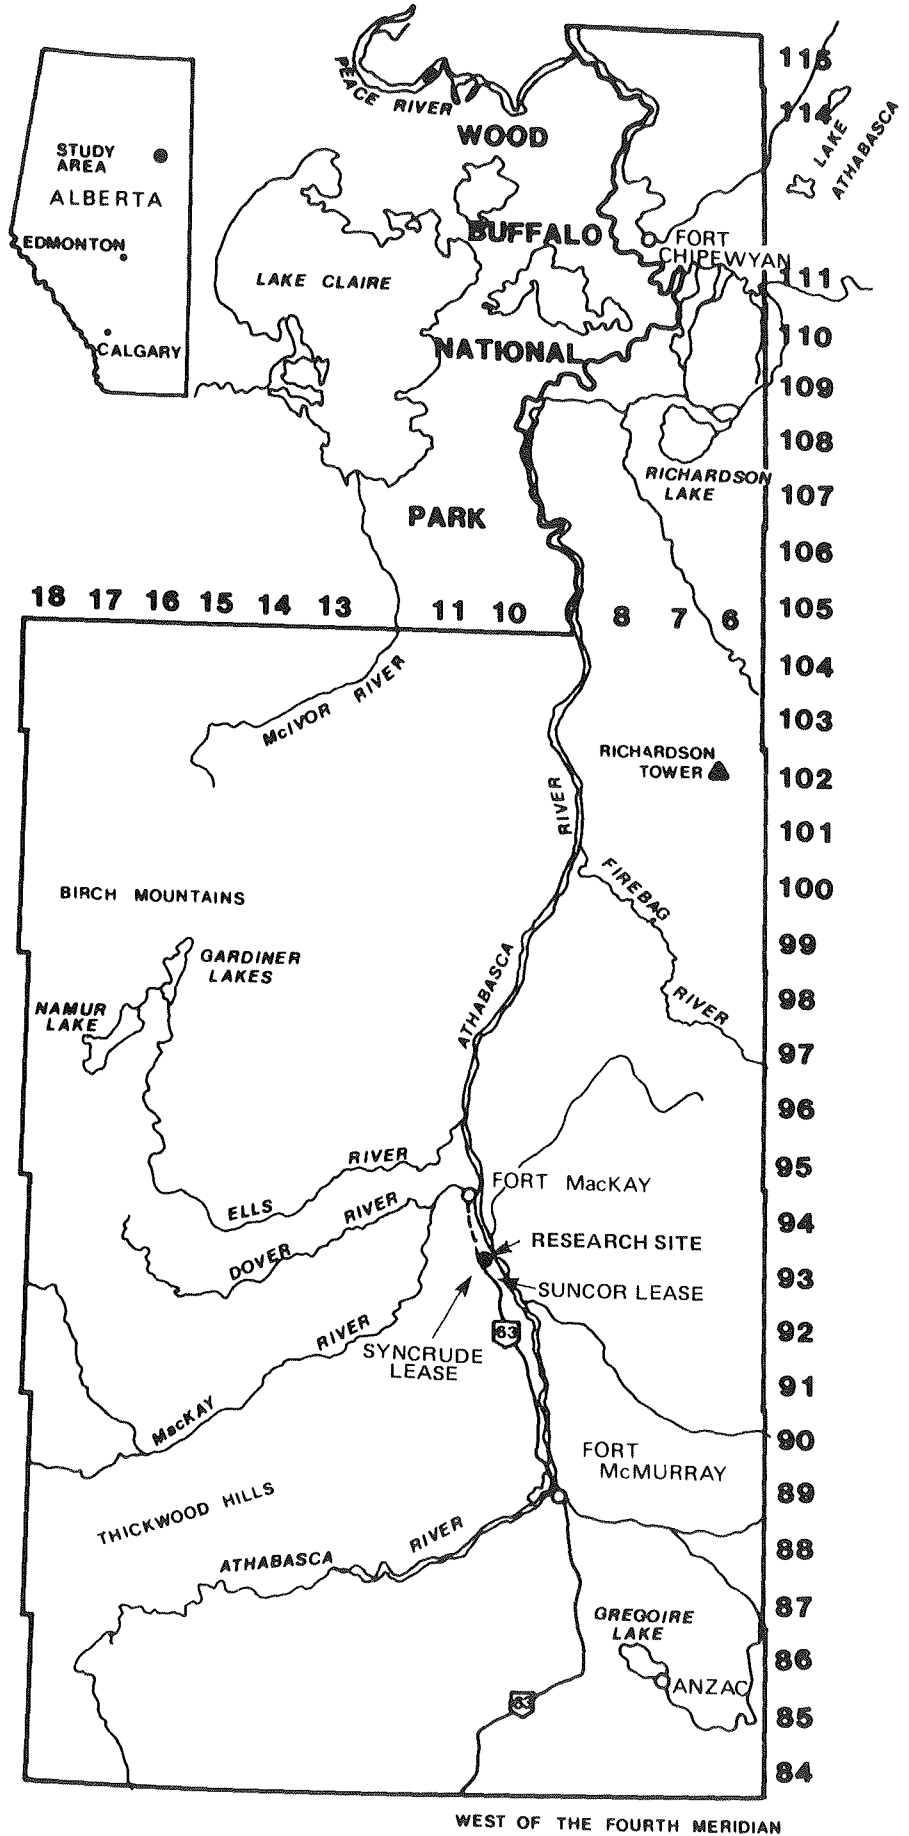 115
PEACE RIVER
114
LAKE
ATHABASCA
WOOD
STUDY
AREA
ALBERTA
EDMONTON
CALGARY
BUFFALO
FORT
CHIPEWYAN
LAKE CLAIRE
111
110
NATIONAL
109
108
RICHARDSON
LAKE
107
PARK
106
18 17 16 15 14 13 11 10 8 7 6
105
104
McIVOR RIVER
103
RICHARDSON
TOWER
102
RIVER
101
FIREBAG
100
BIRCH MOUNTAINS
99
GARDINER
LAKES
ATHABASCA
98
NAMUR
LAKE
RIVER
97
96
RIVER
95
FORT MacKAY
ELLS
RIVER
94
DOVER
RESEARCH SITE
93
SUNCOR LEASE
RIVER
63
92
SYNCRUDE
LEASE
91
MacKAY
90
FORT
McMURRAY
89
THICKWOOD HILLS
RIVER
88
ATHABASCA
87
GREGOIRE
LAKE
86
ANZAC
63
85
84
WEST OF THE FOURTH MERIDIAN